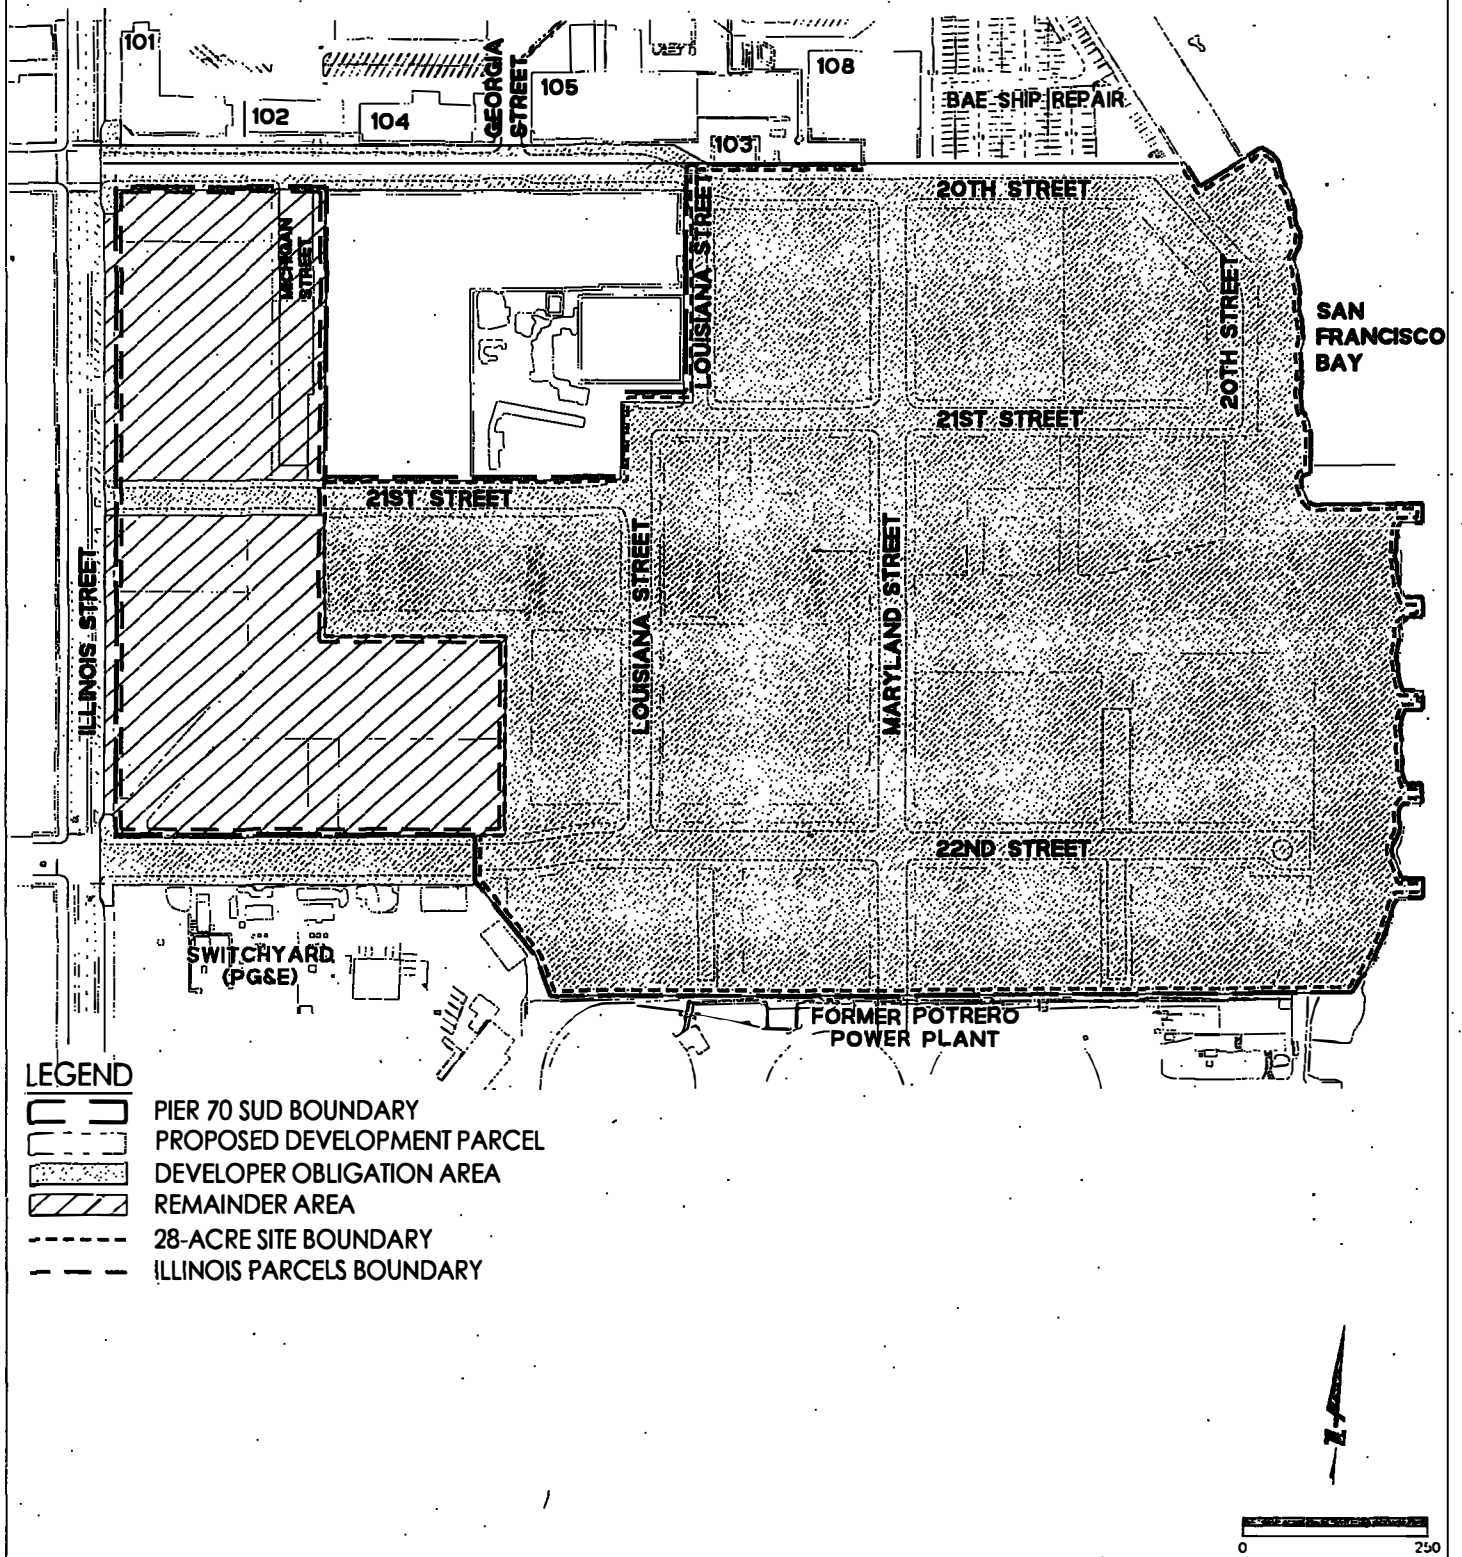 101
102
104
GEORGIA
STREET
105
103
108
BAE SHIP REPAIR
20TH STREET
MICHIGAN
STREET
LOUISIANA STREET
20TH STREET
SAN
FRANCISCO
BAY
21ST STREET
21ST STREET
ILLINOIS STREET
LOUISIANA STREET
MARYLAND STREET
22ND STREET
SWITCHYARD
(PG&E)
FORMER POTRERO
POWER PLANT
LEGEND
PIER 70 SUD BOUNDARY
PROPOSED DEVELOPMENT PARCEL
DEVELOPER OBLIGATION AREA
REMAINDER AREA
28-ACRE SITE BOUNDARY
ILLINOIS PARCELS BOUNDARY
N
0 250